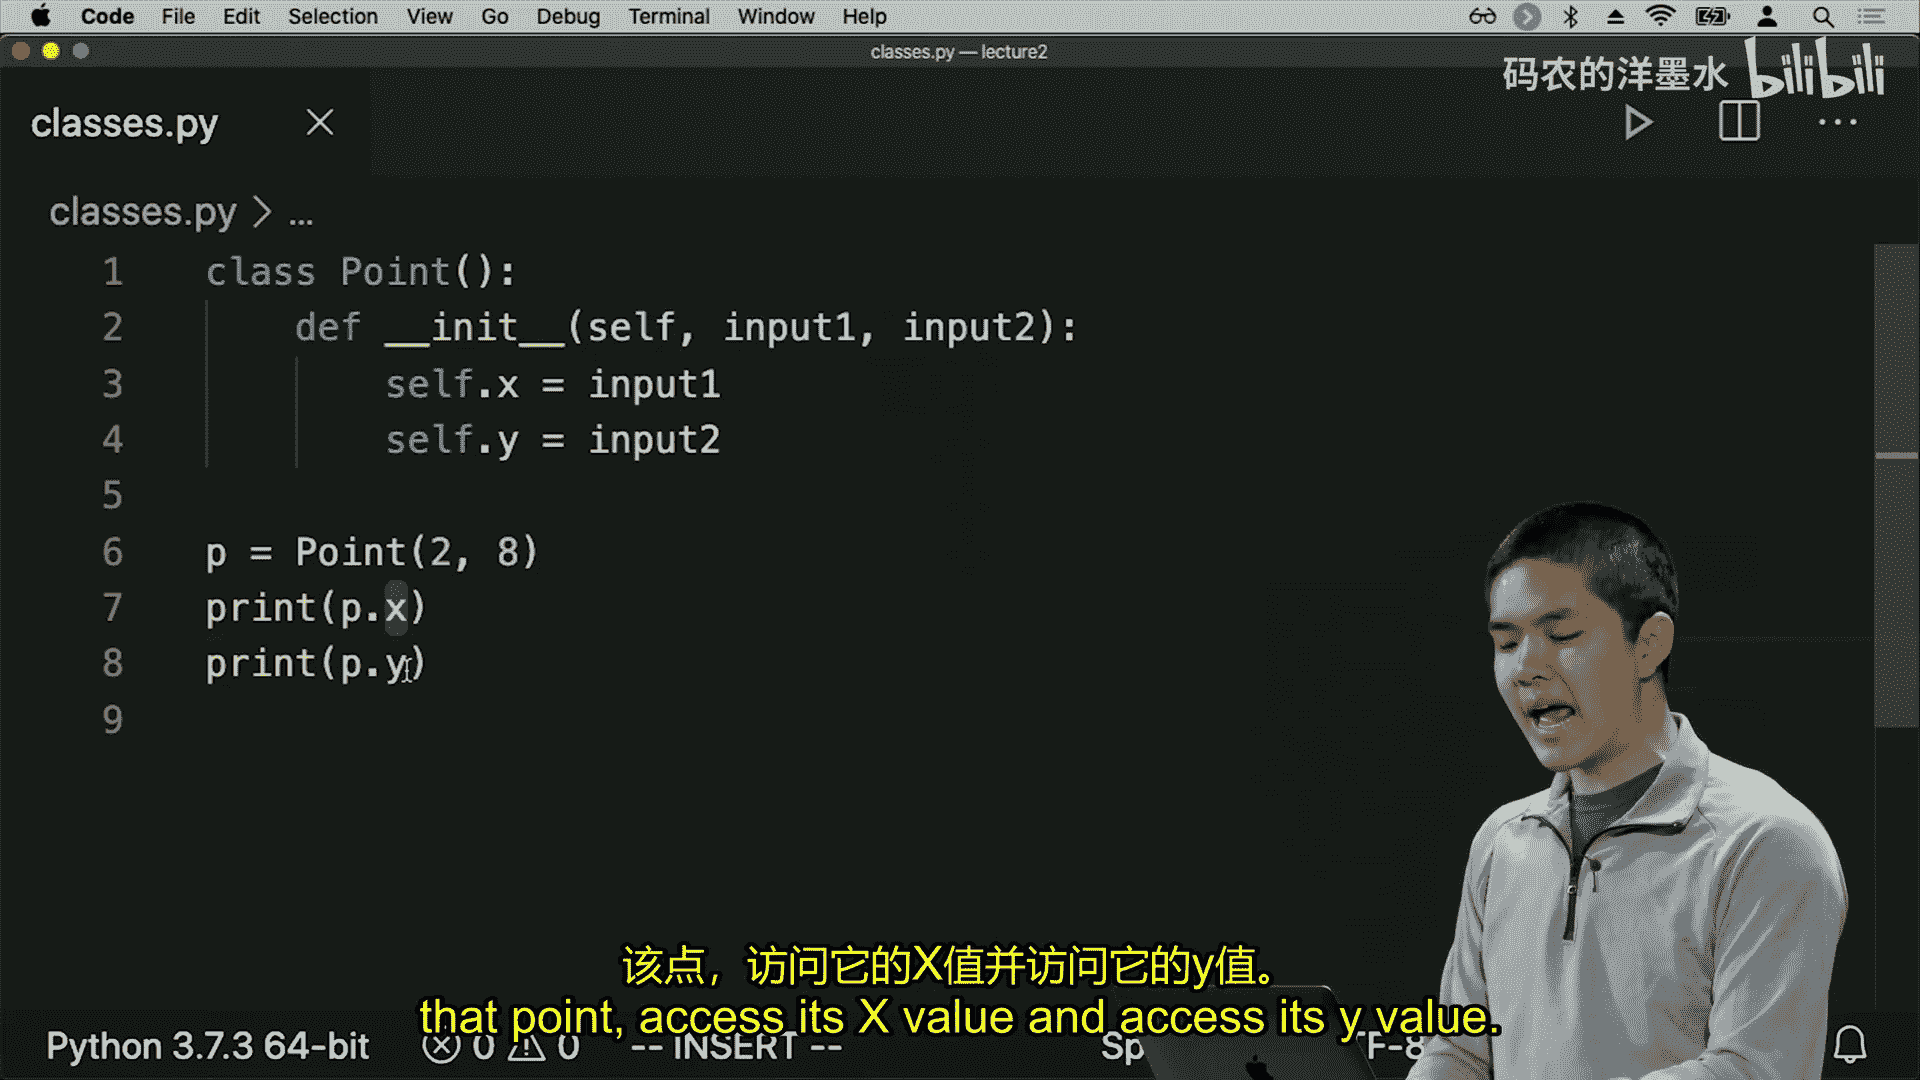 Code File Edit Selection View Go Debug Terminal Window Help
classes.py — lecture2
码农的洋墨水 bilibili
classes.py
classes.py > ...
1 class Point():
2 def __init__(self, input1, input2):
3 self.x = input1
4 self.y = input2
5
6 p = Point(2, 8)
7 print(p.x)
8 print(p.y)
9
该点，访问它的X值并访问它的y值。
that point, access its X value and access its y value.
Python 3.7.3 64-bit 0 0 -- INSERT --